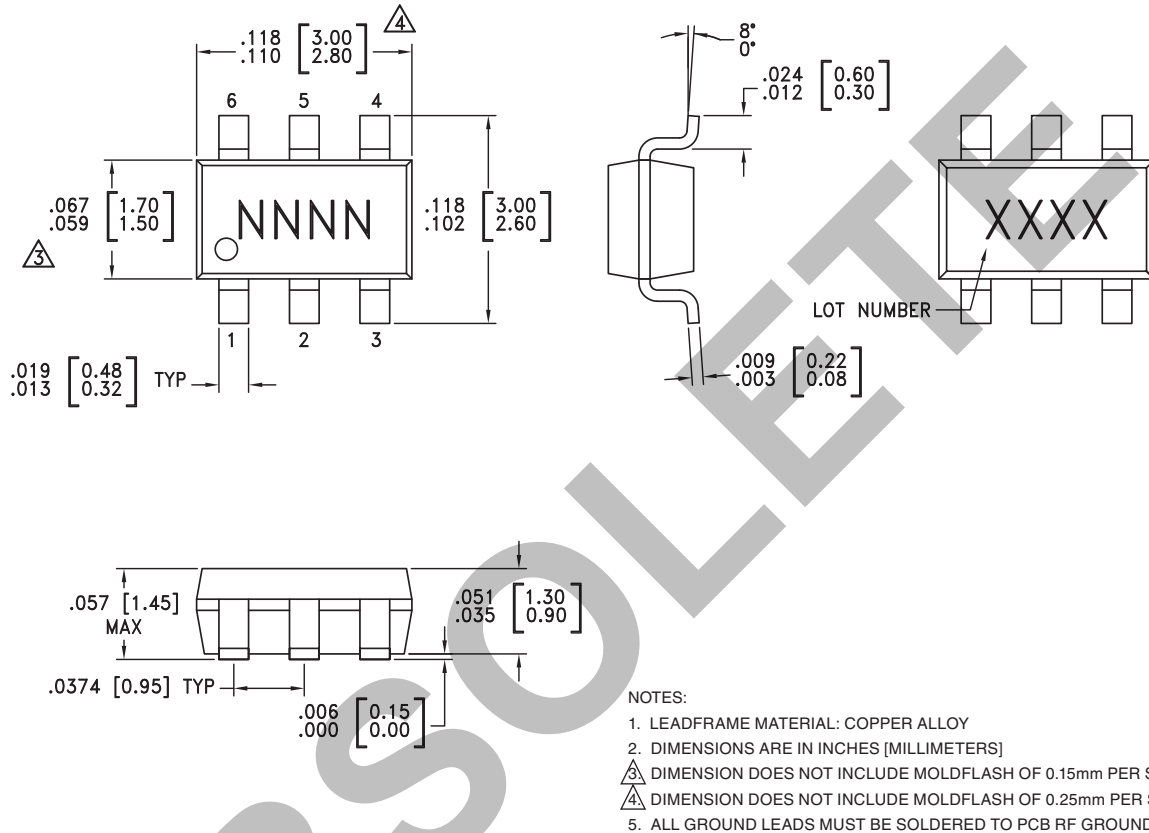 .118 [3.00]
.110 [2.80]
4
6 5 4
.067 [1.70]
.059 [1.50]
3
NNNN
.118 [3.00]
.102 [2.60]
1 2 3
.019 [0.48]
.013 [0.32] TYP
8°
0°
.024 [0.60]
.012 [0.30]
.009 [0.22]
.003 [0.08]
XXXX
LOT NUMBER
.057 [1.45]
MAX
.051 [1.30]
.035 [0.90]
.0374 [0.95] TYP
.006 [0.15]
.000 [0.00]
NOTES:
1. LEADFRAME MATERIAL: COPPER ALLOY
2. DIMENSIONS ARE IN INCHES [MILLIMETERS]
3. DIMENSION DOES NOT INCLUDE MOLDFLASH OF 0.15mm PER S
4. DIMENSION DOES NOT INCLUDE MOLDFLASH OF 0.25mm PER S
5. ALL GROUND LEADS MUST BE SOLDERED TO PCB RF GROUND
SOLETE